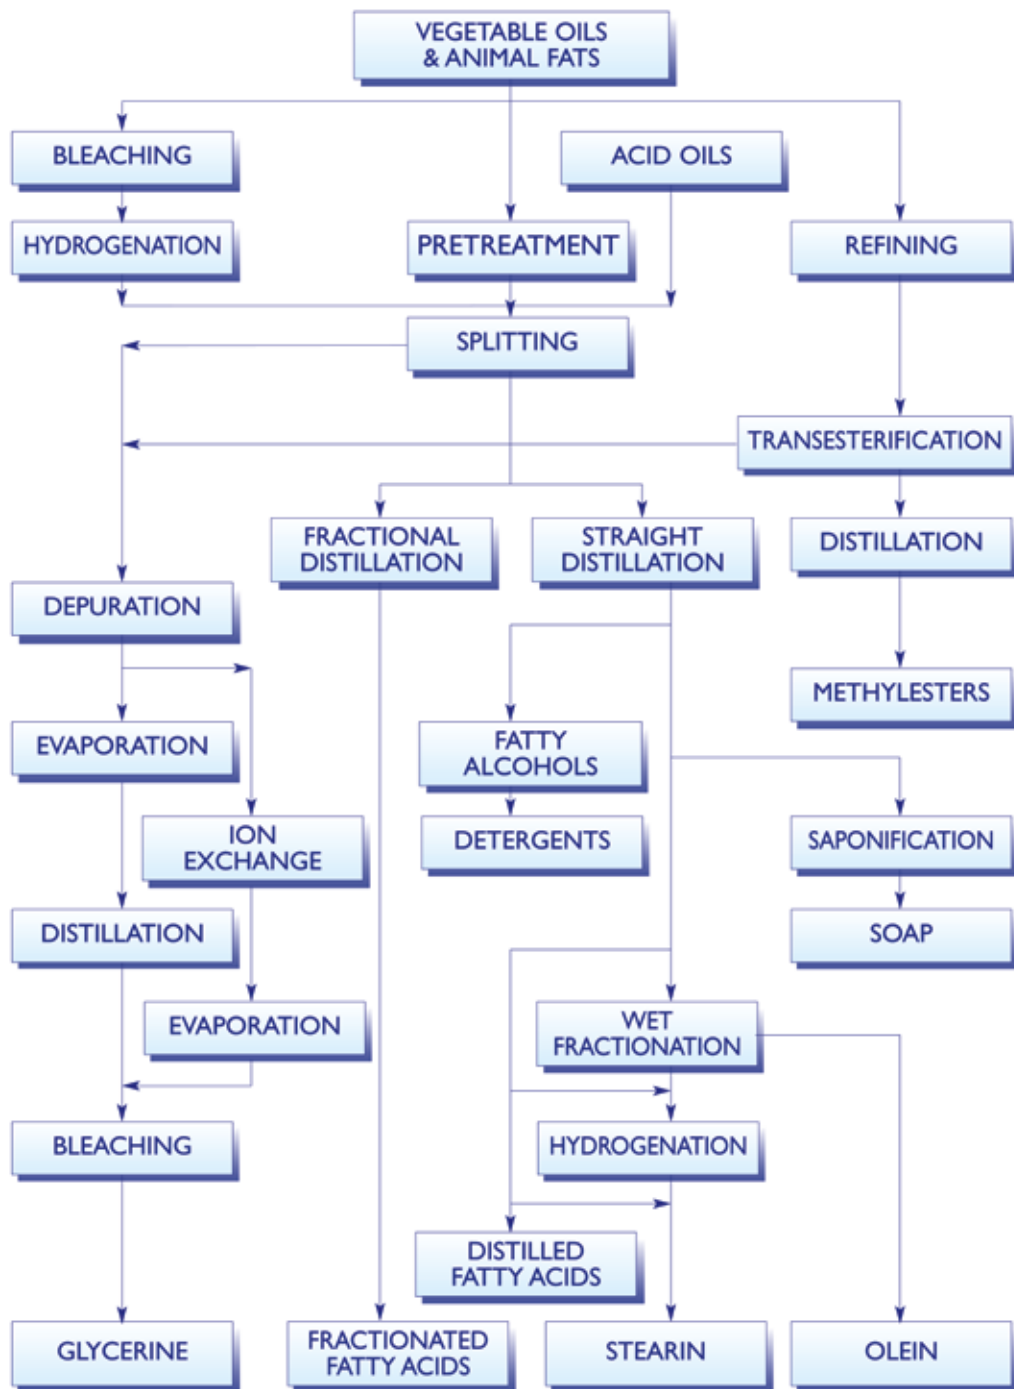 VEGETABLE OILS
& ANIMAL FATS
BLEACHING
ACID OILS
HYDROGENATION
PRETREATMENT
REFINING
SPLITTING
TRANSESTERIFICATION
FRACTIONAL
DISTILLATION
STRAIGHT
DISTILLATION
DISTILLATION
DEPURATION
METHYLESTERS
EVAPORATION
FATTY
ALCOHOLS
ION
EXCHANGE
DETERGENTS
SAPONIFICATION
DISTILLATION
SOAP
EVAPORATION
WET
FRACTIONATION
BLEACHING
HYDROGENATION
DISTILLED
FATTY ACIDS
GLYCERINE
FRACTIONATED
FATTY ACIDS
STEARIN
OLEIN